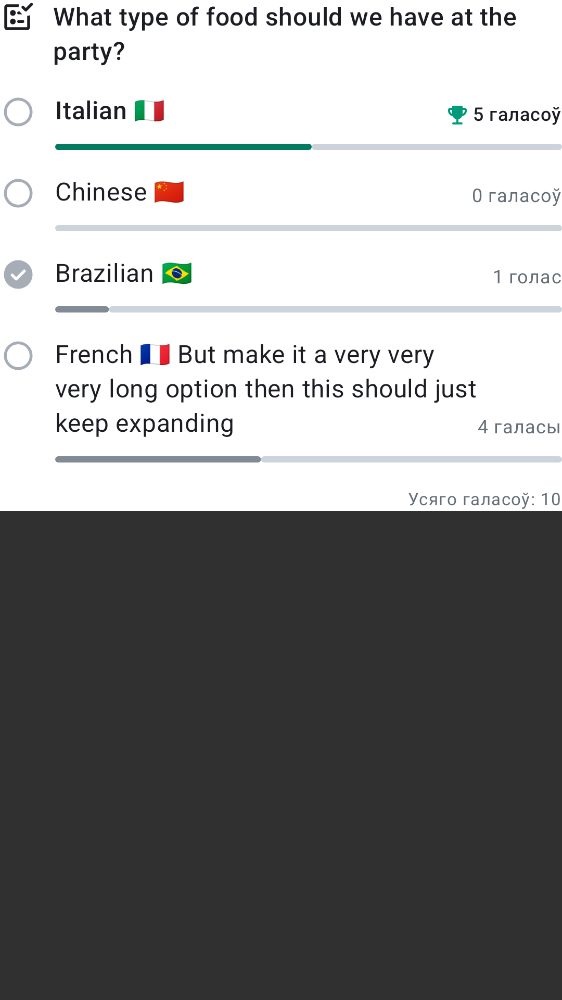 What type of food should we have at the
party?
Italian 🇮🇹
5 галасоў
Chinese 🇨🇳
0 галасоў
Brazilian 🇧🇷
1 голас
French 🇫🇷 But make it a very very
very long option then this should just
keep expanding
4 галасы
Усяго галасоў: 10